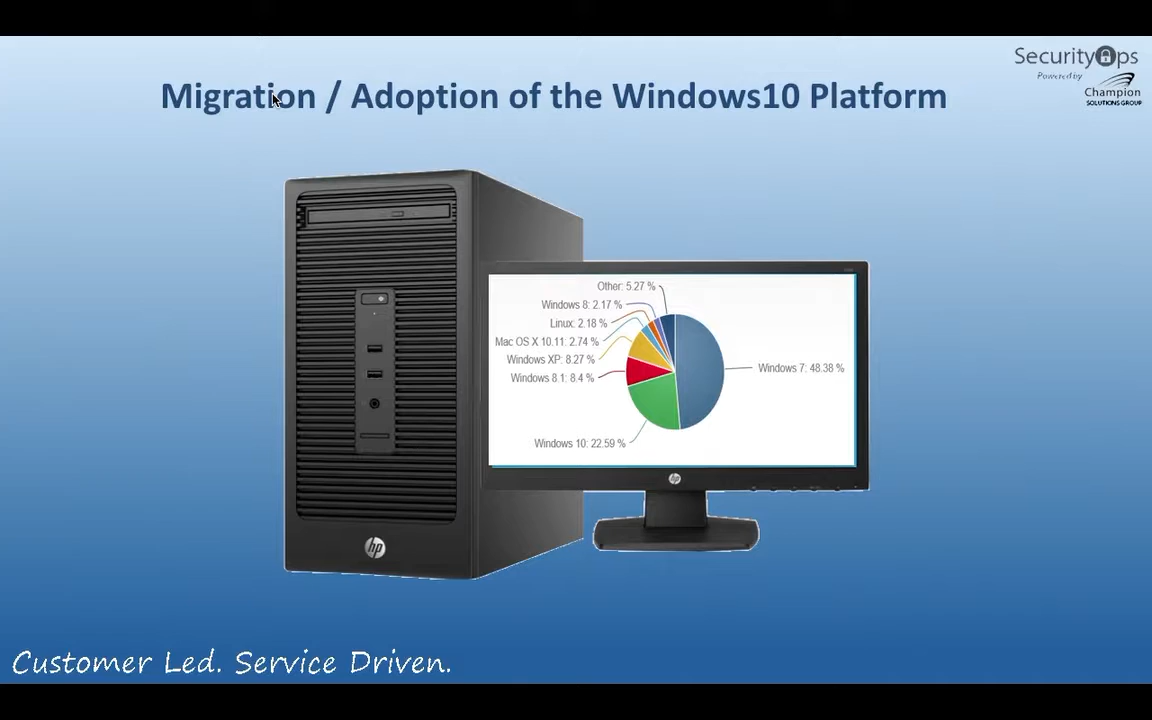 SecurityOps
Powered by
Champion
SOLUTIONS GROUP
Migration / Adoption of the Windows10 Platform
Other: 5.27 %
Windows 8: 2.17 %
Linux: 2.18 %
Mac OS X 10.11: 2.74 %
Windows XP: 8.27 %
Windows 8.1: 8.4 %
Windows 7: 48.38 %
Windows 10: 22.59 %
hp
hp
Customer Led. Service Driven.